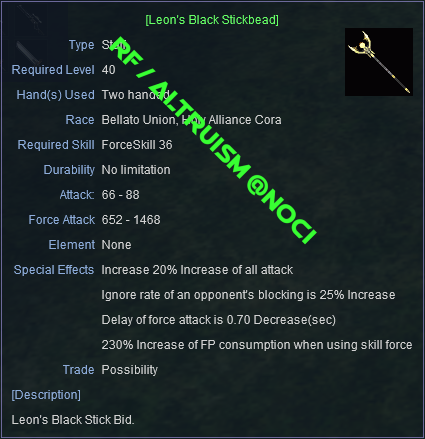 [Leon's Black Stickbead]
Type Staff
Required Level 40
Hand(s) Used Two handed
Race Bellato Union, Holy Alliance Cora
Required Skill ForceSkill 36
Durability No limitation
Attack: 66 - 88
Force Attack 652 - 1468
Element None
Special Effects Increase 20% Increase of all attack
Ignore rate of an opponent's blocking is 25% Increase
Delay of force attack is 0.70 Decrease(sec)
230% Increase of FP consumption when using skill force
Trade Possibility
[Description]
Leon's Black Stick Bid.
RF / ALTRUISM @NOCI